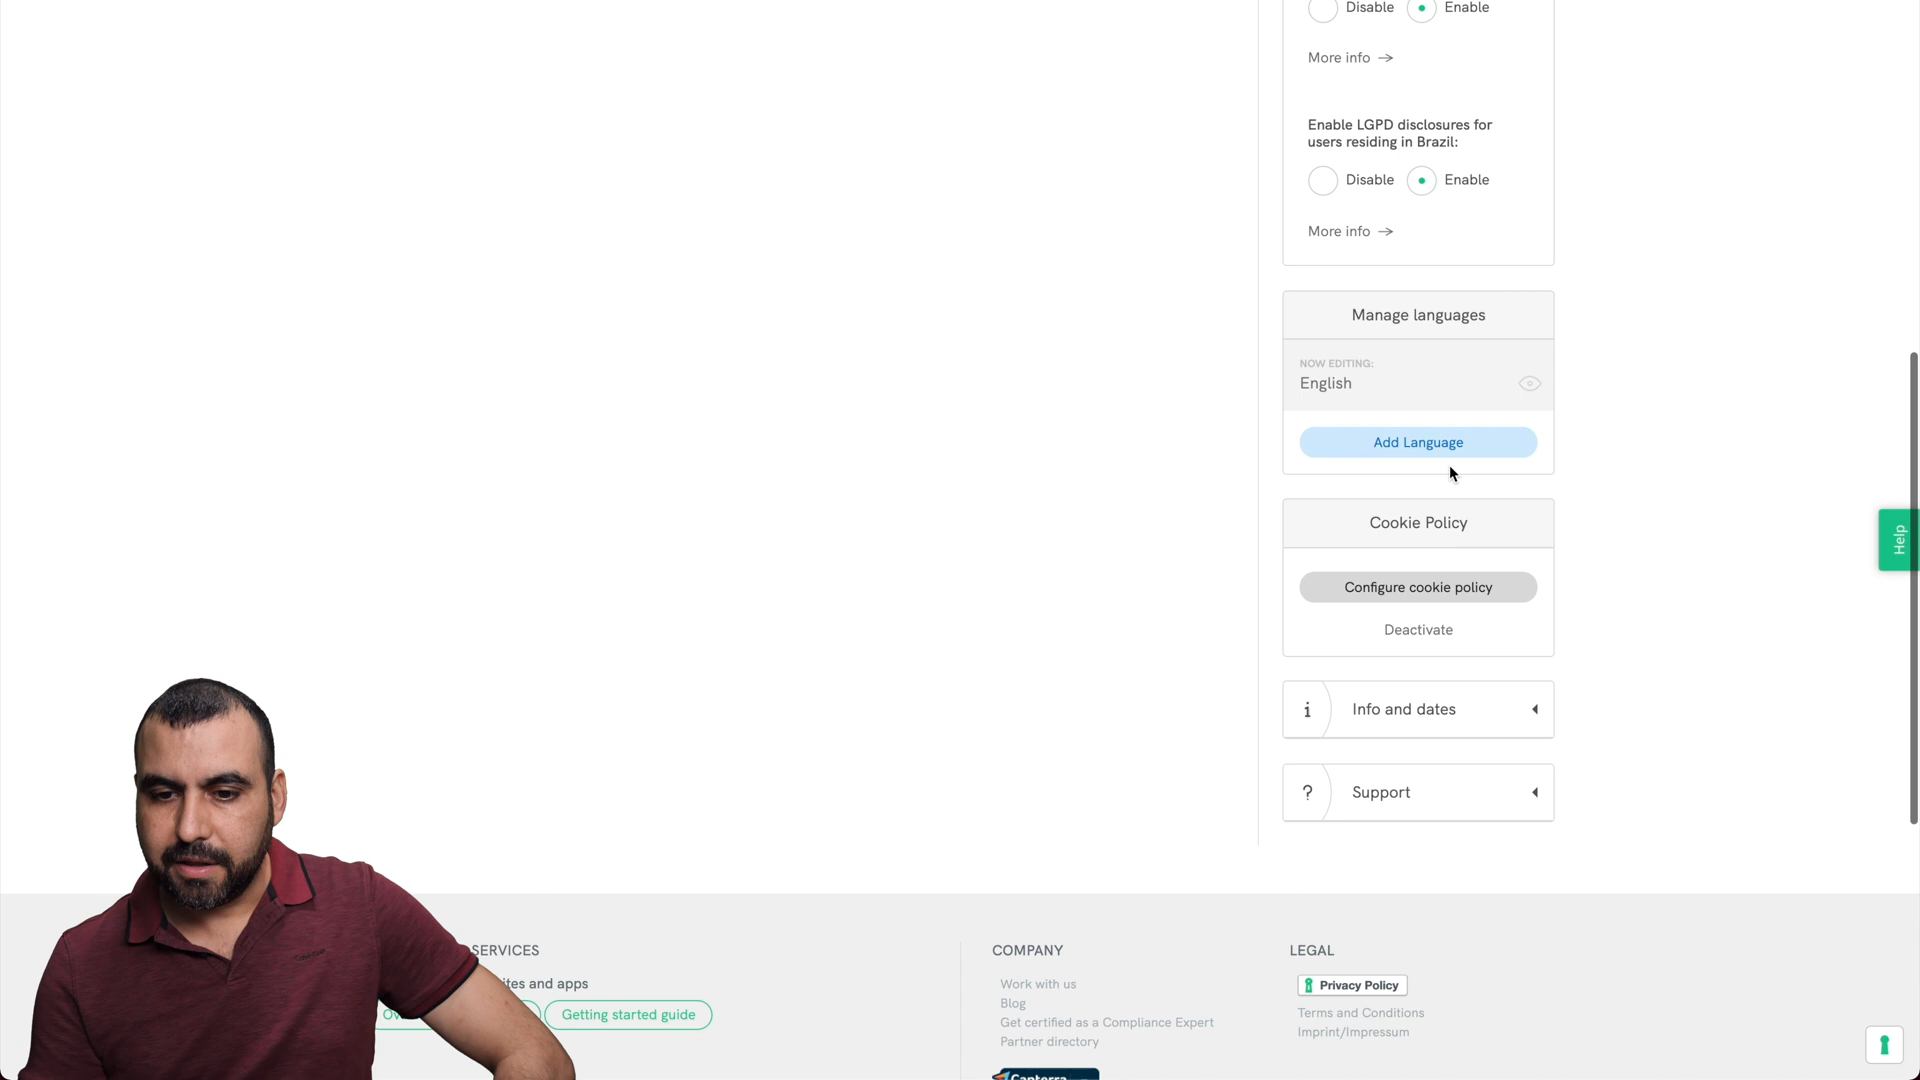 Disable Enable
More info →
Enable LGPD disclosures for
users residing in Brazil:
Disable Enable
More info →
Manage languages
NOW EDITING:
English
Add Language
Cookie Policy
Configure cookie policy
Deactivate
i Info and dates
? Support
Help
SERVICES
ites and apps
Getting started guide
COMPANY
Work with us
Blog
Get certified as a Compliance Expert
Partner directory
Capterra
LEGAL
Privacy Policy
Terms and Conditions
Imprint/Impressum